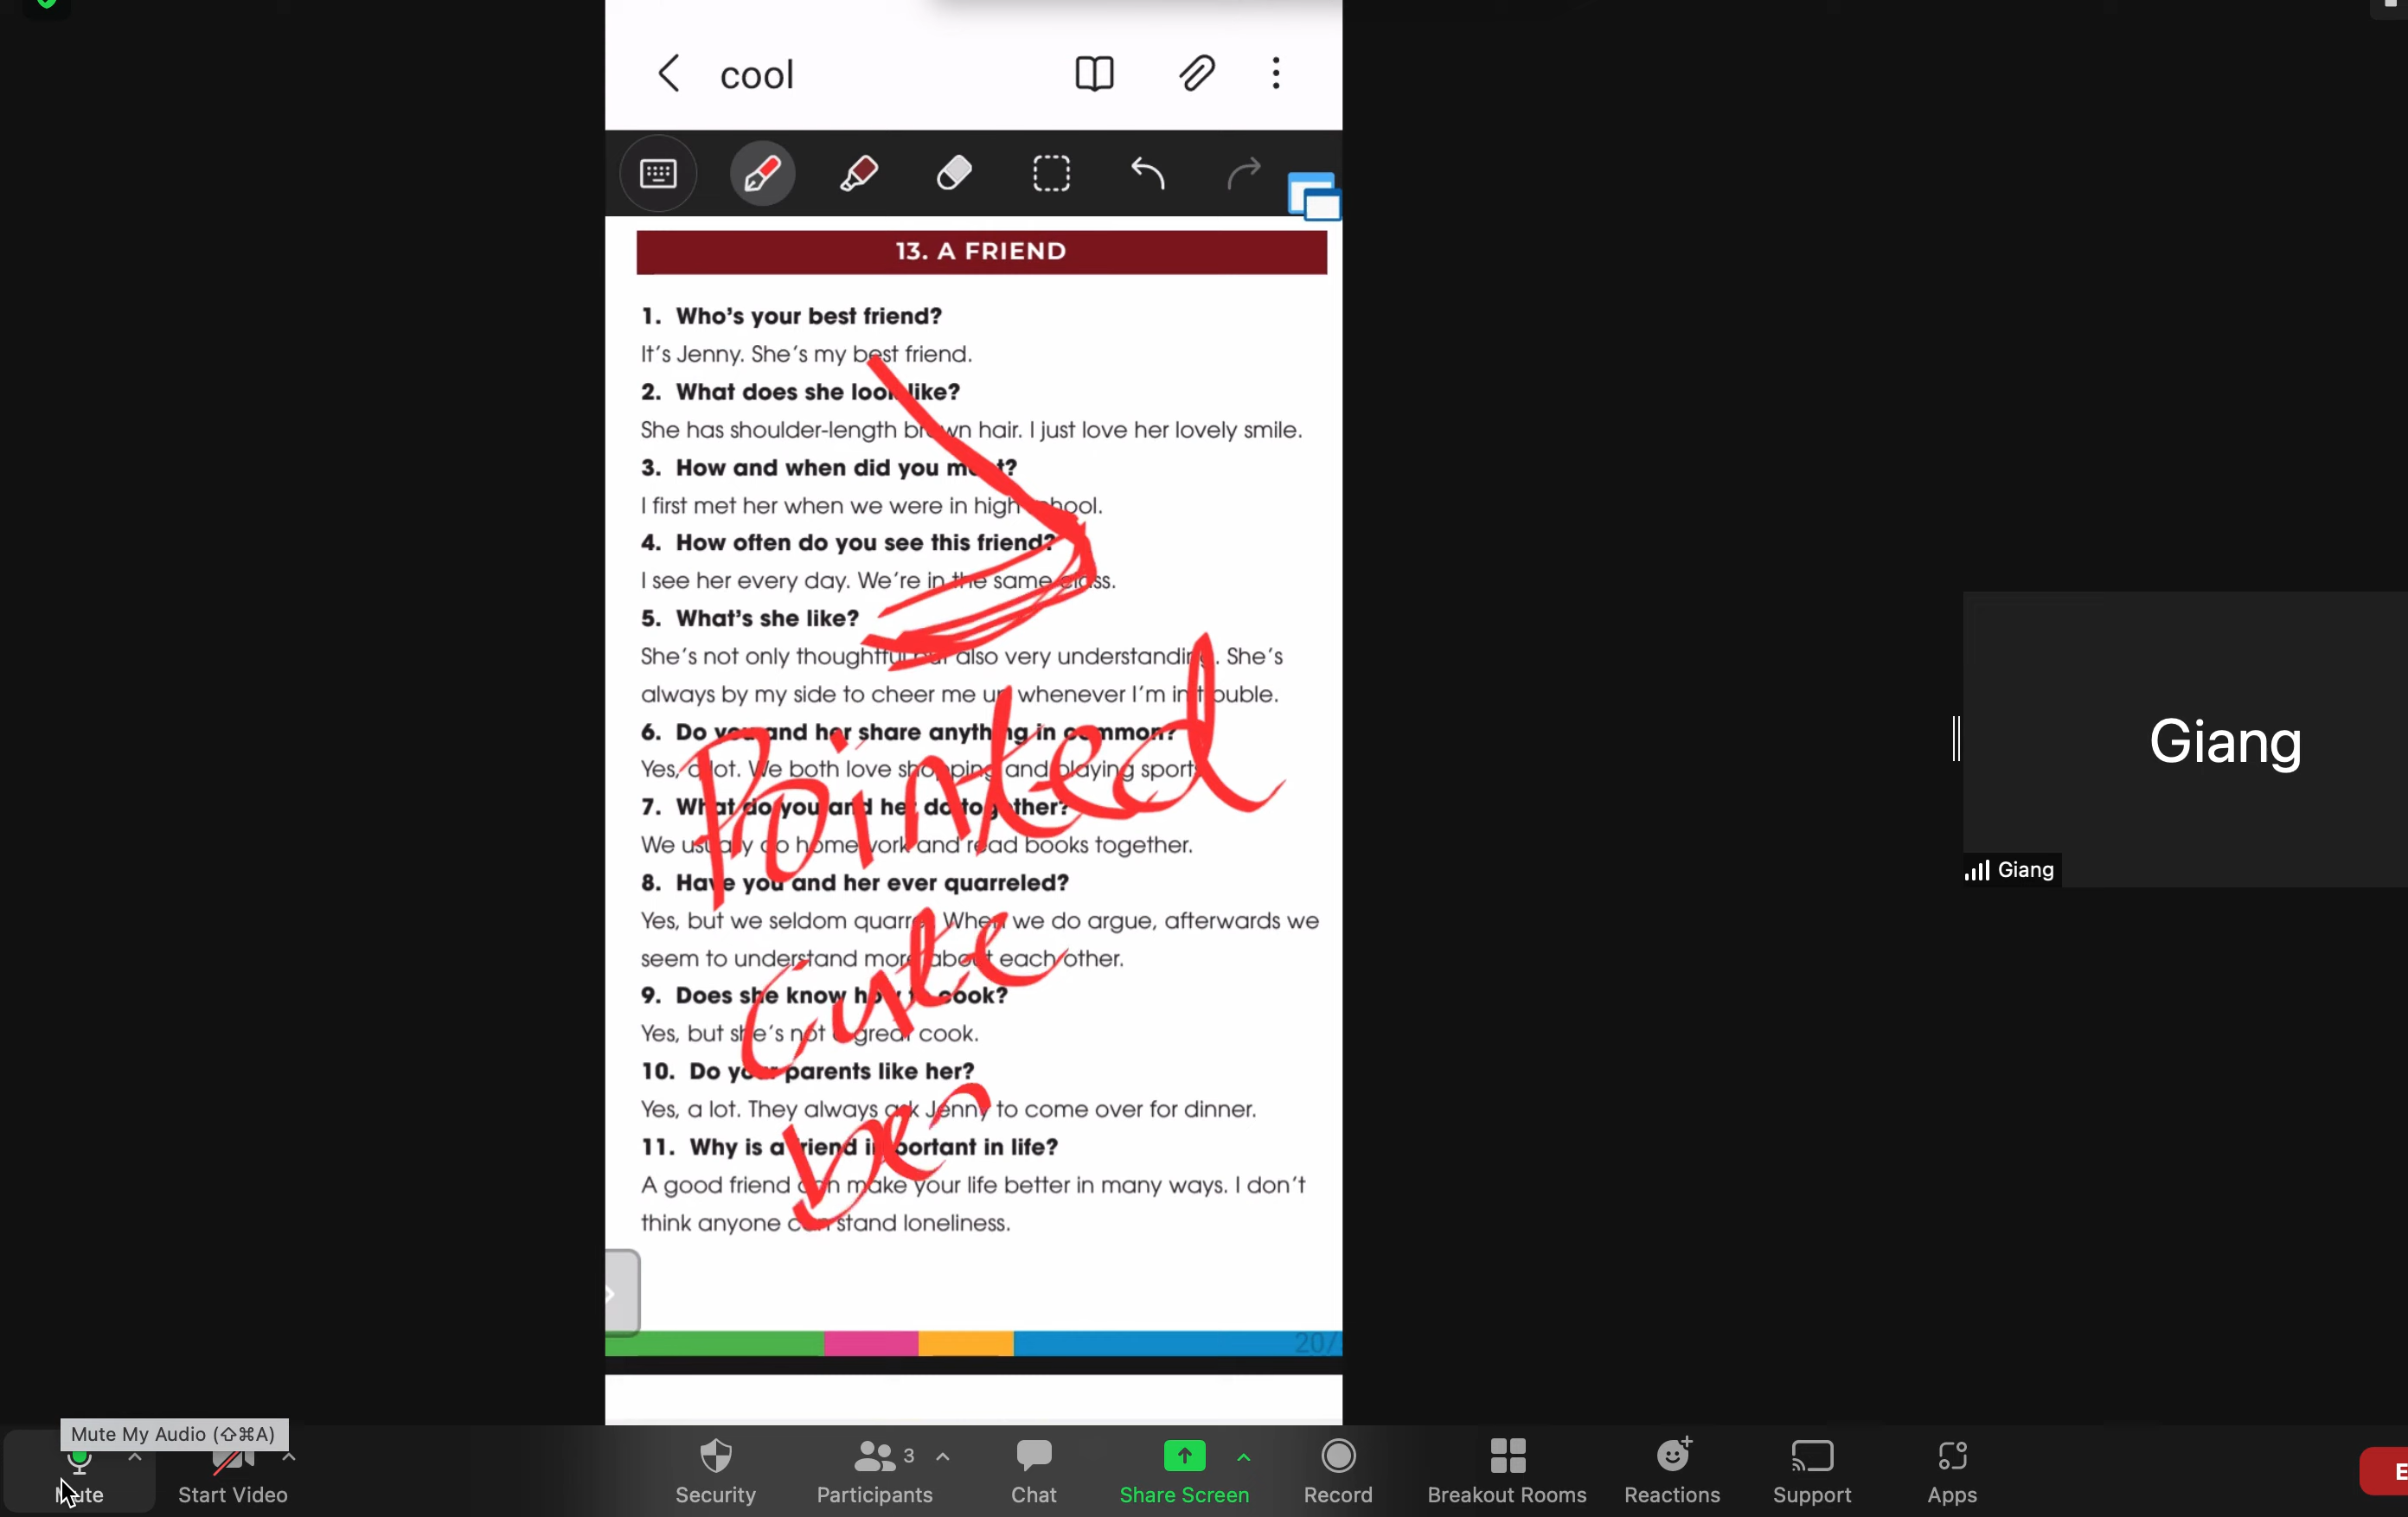 cool
13. A FRIEND
1. Who's your best friend?
It's Jenny. She's my best friend.
2. What does she look like?
She has shoulder-length brown hair. I just love her lovely smile.
3. How and when did you meet?
I first met her when we were in high school.
4. How often do you see this friend?
I see her every day. We're in the same class.
5. What's she like?
She's not only thoughtful but also very understanding. She's
always by my side to cheer me up whenever I'm in trouble.
6. Do you and her share anything in common?
Yes, a lot. We both love shopping and playing sports.
7. What do you and her do together?
We usually do homework and read books together.
8. Have you and her ever quarreled?
Yes, but we seldom quarrel. When we do argue, afterwards we
seem to understand more about each other.
9. Does she know how to cook?
Yes, but she's not a great cook.
10. Do your parents like her?
Yes, a lot. They always ask Jenny to come over for dinner.
11. Why is a friend important in life?
A good friend can make your life better in many ways. I don't
think anyone can stand loneliness.
Pointed
Cute
20/
Giang
Giang
Mute My Audio (⇧⌘A)
Mute
Start Video
Security
Participants
3
Chat
Share Screen
Record
Breakout Rooms
Reactions
Support
Apps